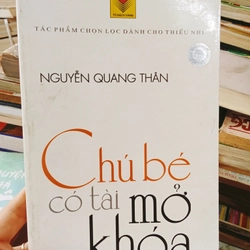 TÁC PHẨM CHỌN LỌC DÀNH CHO THIẾU NHI
NGUYỄN QUANG THÂN
Chú bé
có tài mở
khóa